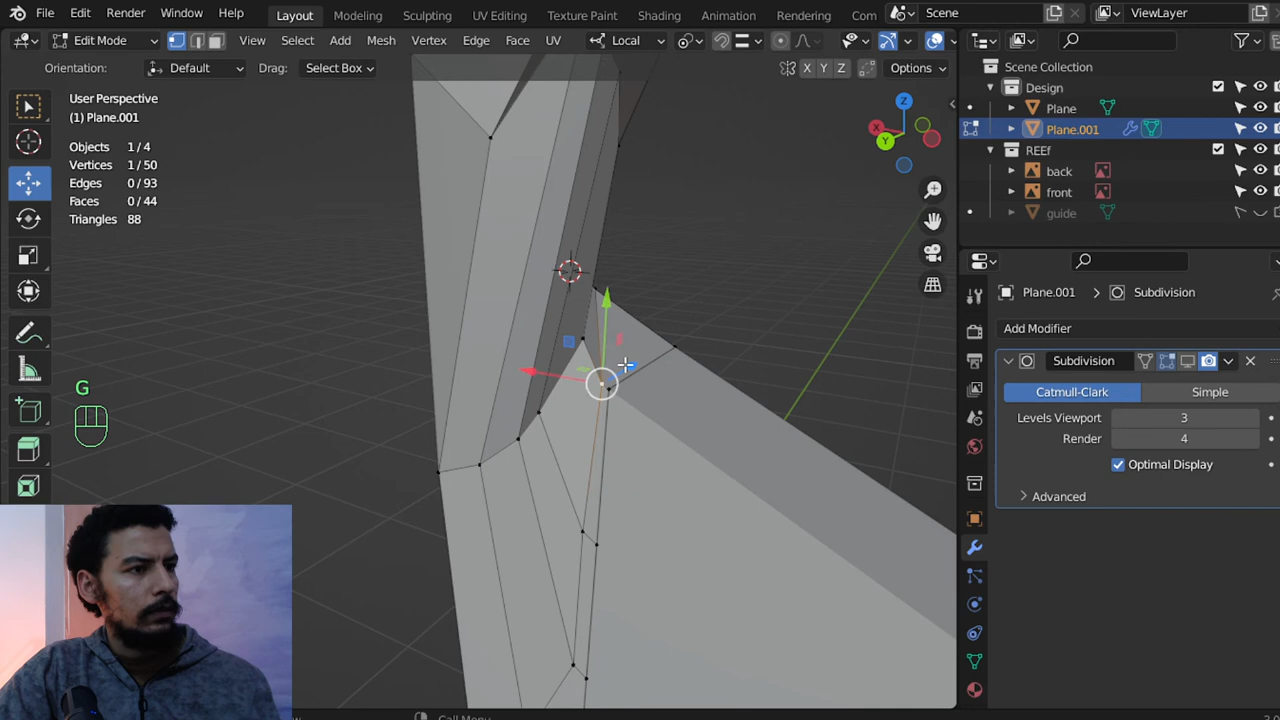 File Edit Render Window Help Layout Modeling Sculpting UV Editing Texture Paint Shading Animation Rendering Com Scene ViewLayer
Edit Mode View Select Add Mesh Vertex Edge Face UV Local
Orientation: Default Drag: Select Box X Y Z Options
User Perspective
(1) Plane.001
Objects 1 / 4
Vertices 1 / 50
Edges 0 / 93
Faces 0 / 44
Triangles 88
G
Z
X
Y
Scene Collection
Design
Plane
Plane.001
REEf
back
front
guide
Plane.001 > Subdivision
Add Modifier
Subdivision
Catmull-Clark Simple
Levels Viewport 3
Render 4
Optimal Display
Advanced
Call Menu